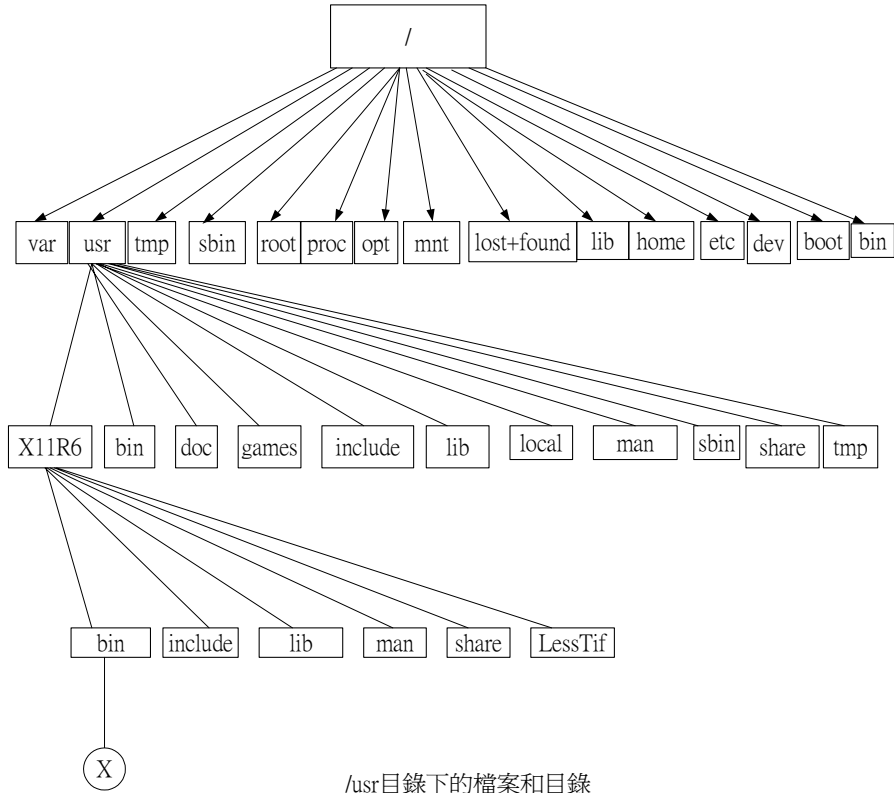 /
var usr tmp sbin root proc opt mnt lost+found lib home etc dev boot bin
X11R6 bin doc games include lib local man sbin share tmp
bin include lib man share LessTif
X
/usr目錄下的檔案和目錄